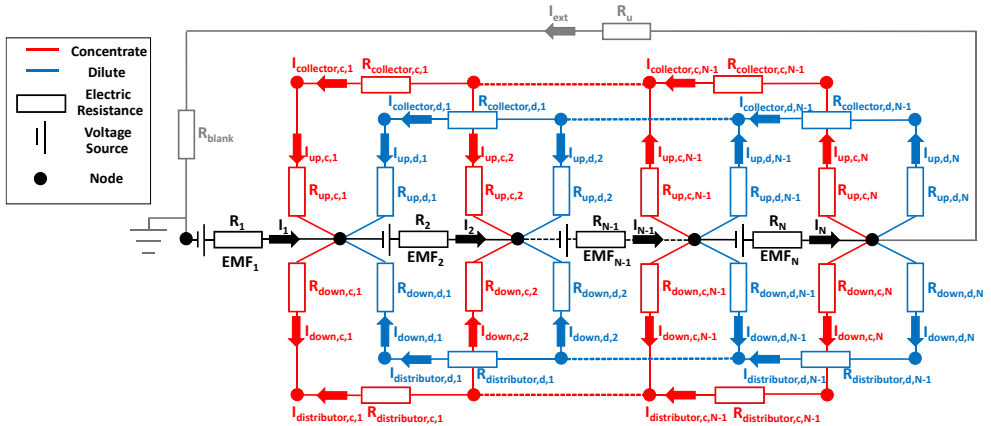 I_ext
R_u
Concentrate
Dilute
Electric
Resistance
Voltage
Source
Node
R_blank
I_collector,c,1
R_collector,c,1
I_collector,c,N-1
R_collector,c,N-1
I_collector,d,1
R_collector,d,1
I_collector,d,N-1
R_collector,d,N-1
I_up,c,1
I_up,d,1
I_up,c,2
I_up,d,2
I_up,c,N-1
I_up,d,N-1
I_up,c,N
I_up,d,N
R_up,c,1
R_up,d,1
R_up,c,2
R_up,d,2
R_up,c,N-1
R_up,d,N-1
R_up,c,N
R_up,d,N
R_1
I_1
R_2
I_2
R_N-1
I_N-1
R_N
I_N
EMF_1
EMF_2
EMF_N-1
EMF_N
R_down,c,1
R_down,d,1
R_down,c,2
R_down,d,2
R_down,c,N-1
R_down,d,N-1
R_down,c,N
R_down,d,N
I_down,c,1
I_down,d,1
I_down,c,2
I_down,d,2
I_down,c,N-1
I_down,d,N-1
I_down,c,N
I_down,d,N
I_distributor,d,1
R_distributor,d,1
I_distributor,d,N-1
R_distributor,d,N-1
I_distributor,c,1
R_distributor,c,1
I_distributor,c,N-1
R_distributor,c,N-1